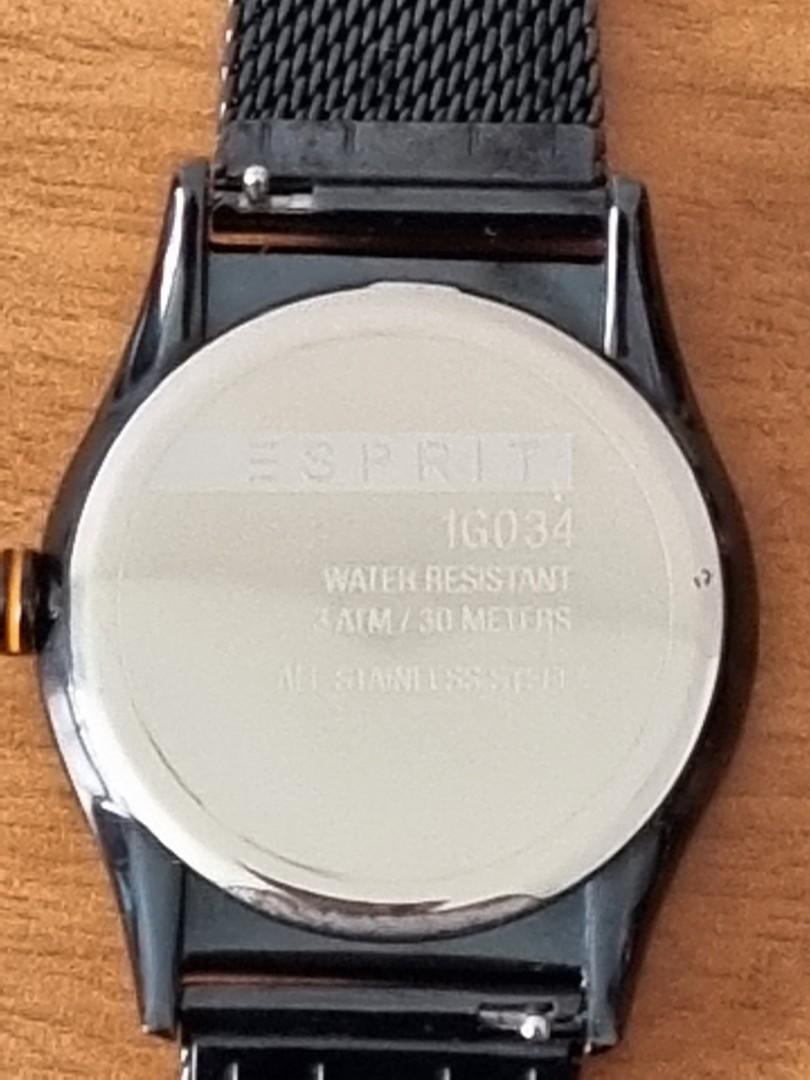 ESPRIT
1G034
WATER RESISTANT
3 ATM / 30 METERS
ALL STAINLESS STEEL